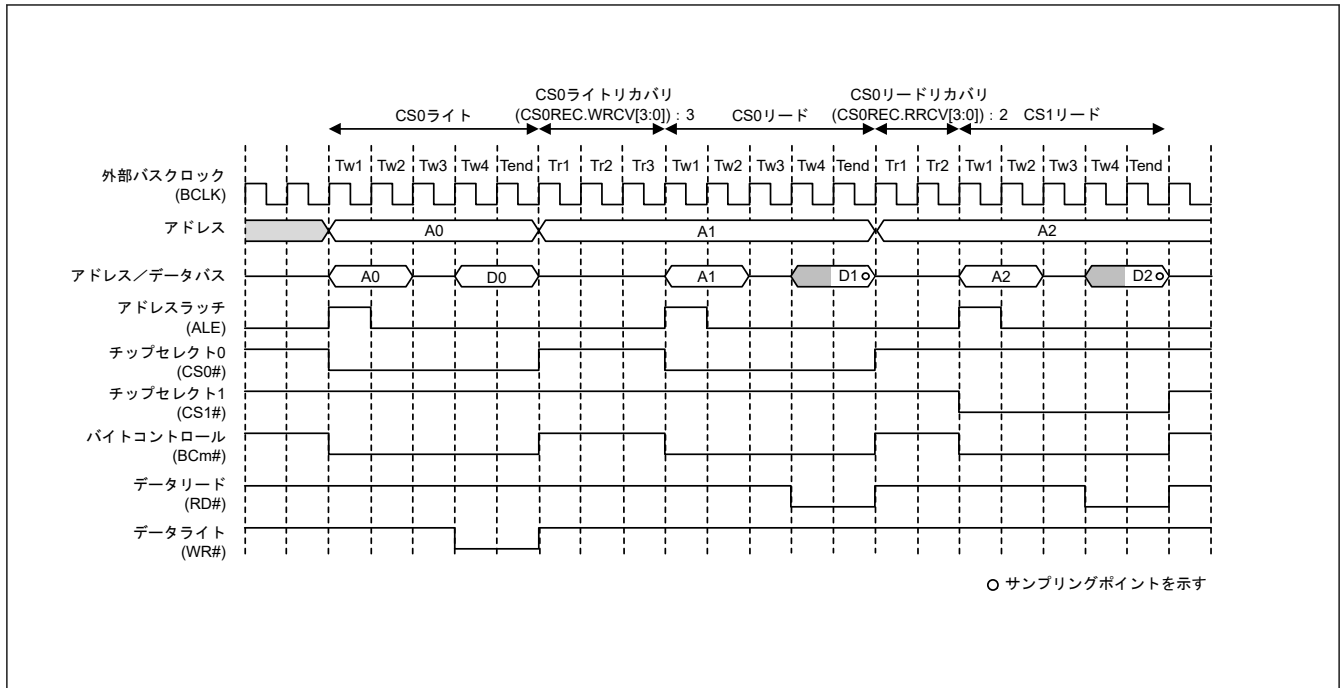 CS0ライト
CS0ライトリカバリ
(CS0REC.WRCV[3:0]) : 3
CS0リード
CS0リードリカバリ
(CS0REC.RRCV[3:0]) : 2
CS1リード
Tw1 Tw2 Tw3 Tw4 Tend Tr1 Tr2 Tr3 Tw1 Tw2 Tw3 Tw4 Tend Tr1 Tr2 Tw1 Tw2 Tw3 Tw4 Tend
外部バスクロック
(BCLK)
アドレス A0 A1 A2
アドレス／データバス A0 D0 A1 D1 A2 D2
アドレスラッチ
(ALE)
チップセレクト0
(CS0#)
チップセレクト1
(CS1#)
バイトコントロール
(BCm#)
データリード
(RD#)
データライト
(WR#)
サンプリングポイントを示す